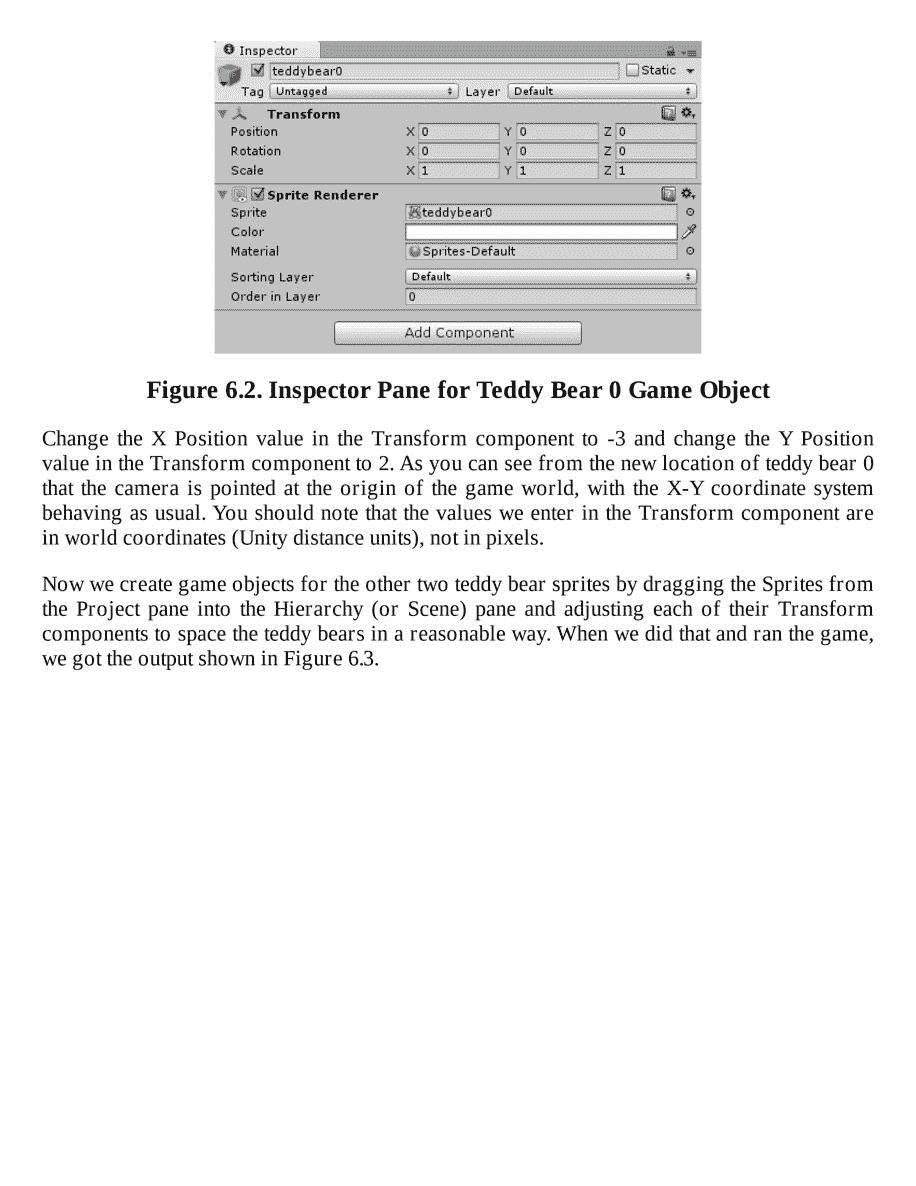 Inspector
teddybear0 Static
Tag Untagged Layer Default
Transform
Position X 0 Y 0 Z 0
Rotation X 0 Y 0 Z 0
Scale X 1 Y 1 Z 1
Sprite Renderer
Sprite teddybear0
Color
Material Sprites-Default
Sorting Layer Default
Order in Layer 0
Add Component
Figure 6.2. Inspector Pane for Teddy Bear 0 Game Object
Change the X Position value in the Transform component to -3 and change the Y Position
value in the Transform component to 2. As you can see from the new location of teddy bear 0
that the camera is pointed at the origin of the game world, with the X-Y coordinate system
behaving as usual. You should note that the values we enter in the Transform component are
in world coordinates (Unity distance units), not in pixels.
Now we create game objects for the other two teddy bear sprites by dragging the Sprites from
the Project pane into the Hierarchy (or Scene) pane and adjusting each of their Transform
components to space the teddy bears in a reasonable way. When we did that and ran the game,
we got the output shown in Figure 6.3.